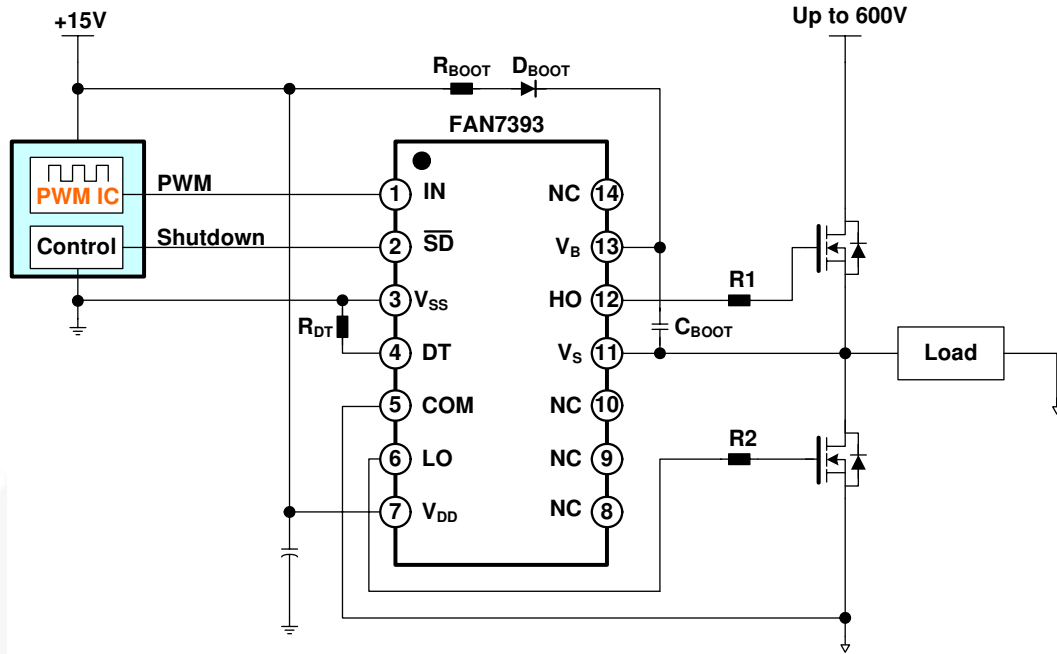 +15V
Up to 600V
RBOOT DBOOT
FAN7393
PWM IC
PWM
1 IN
NC 14
Control
Shutdown
2 S̅D̅
VB 13
R1
3 VSS
HO 12
RDT
CBOOT
4 DT
VS 11
Load
5 COM
NC 10
6 LO
NC 9
R2
7 VDD
NC 8